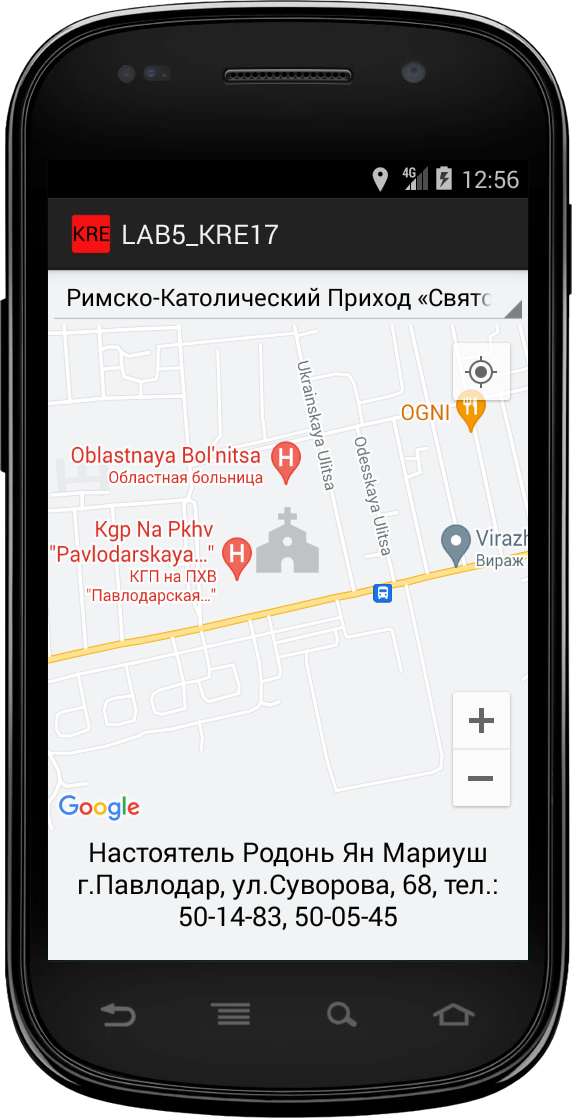 4G 12:56
KRE LAB5_KRE17
Римско-Католический Приход «Свято
Ukrainskaya Ulitsa
OGNI
Odesskaya Ulitsa
Oblastnaya Bol'nitsa
Областная больница
H
Kgp Na Pkhv
"Pavlodarskaya..."
H
КГП на ПХВ
"Павлодарская..."
Virazh
Вираж
+
−
Google
Настоятель Родонь Ян Мариуш
г.Павлодар, ул.Суворова, 68, тел.:
50-14-83, 50-05-45